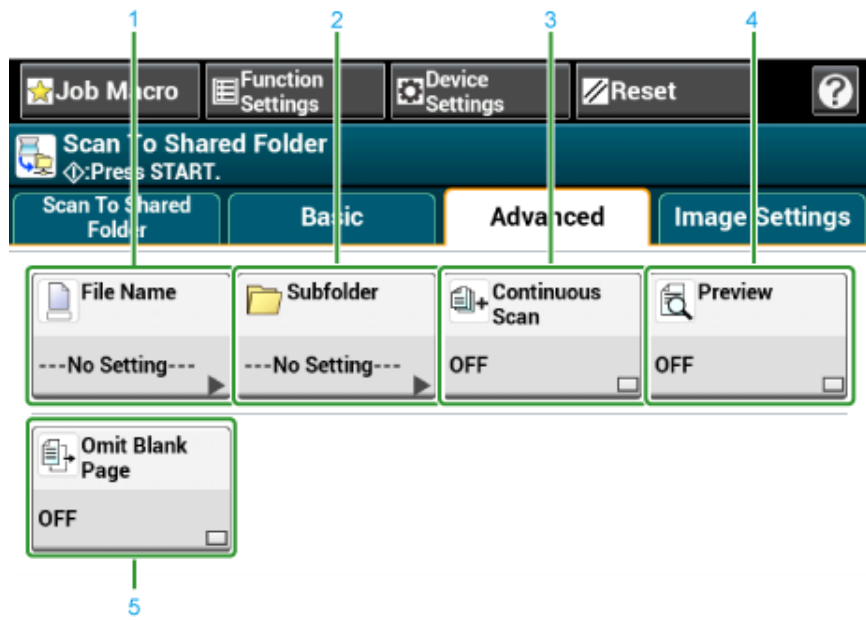 1 2 3 4
Job Macro Function Settings Device Settings Reset ?
Scan To Shared Folder
:Press START.
Scan To Shared Folder Basic Advanced Image Settings
File Name Subfolder Continuous Scan Preview
---No Setting--- ---No Setting--- OFF OFF
Omit Blank
Page
OFF
5